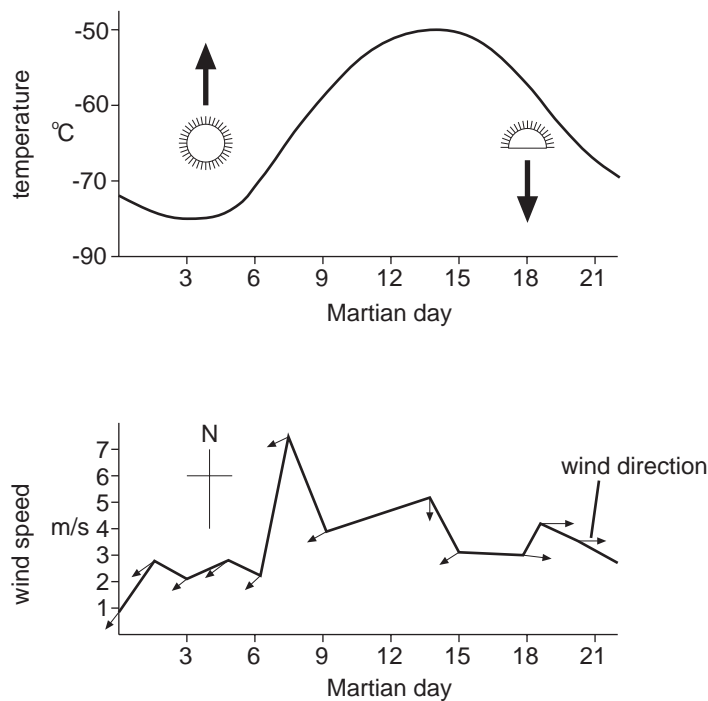 -50
-60
-70
-90
temperature
°C
3 6 9 12 15 18 21
Martian day
N
wind direction
7
6
5
4
3
2
1
wind speed
m/s
3 6 9 12 15 18 21
Martian day